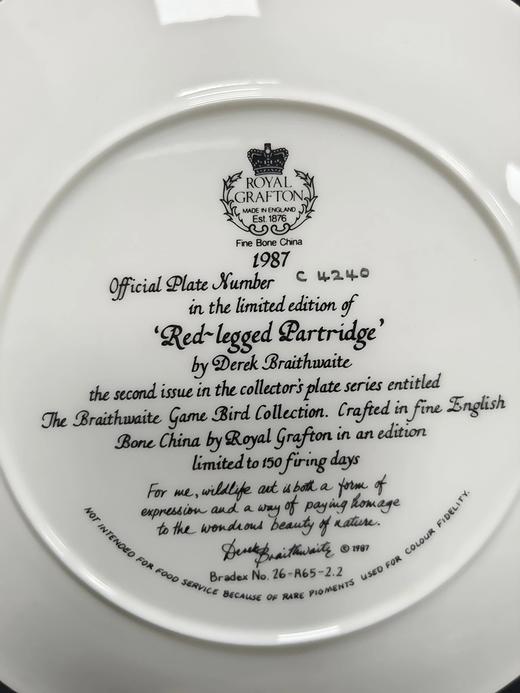 ROYAL
GRAFTON
MADE IN ENGLAND
Est. 1876
Fine Bone China
1987
Official Plate Number C 4240
in the limited edition of
'Red-legged Partridge'
by Derek Braithwaite
the second issue in the collector's plate series entitled
The Braithwaite Game Bird Collection. Crafted in fine English
Bone China by Royal Grafton in an edition
limited to 150 firing days
For me, wildlife art is both a form of
expression and a way of paying homage
to the wondrous beauty of nature.
Derek Braithwaite © 1987
Bradex No. 26-R65-2.2
NOT INTENDED FOR FOOD SERVICE BECAUSE OF RARE PIGMENTS USED FOR COLOUR FIDELITY.